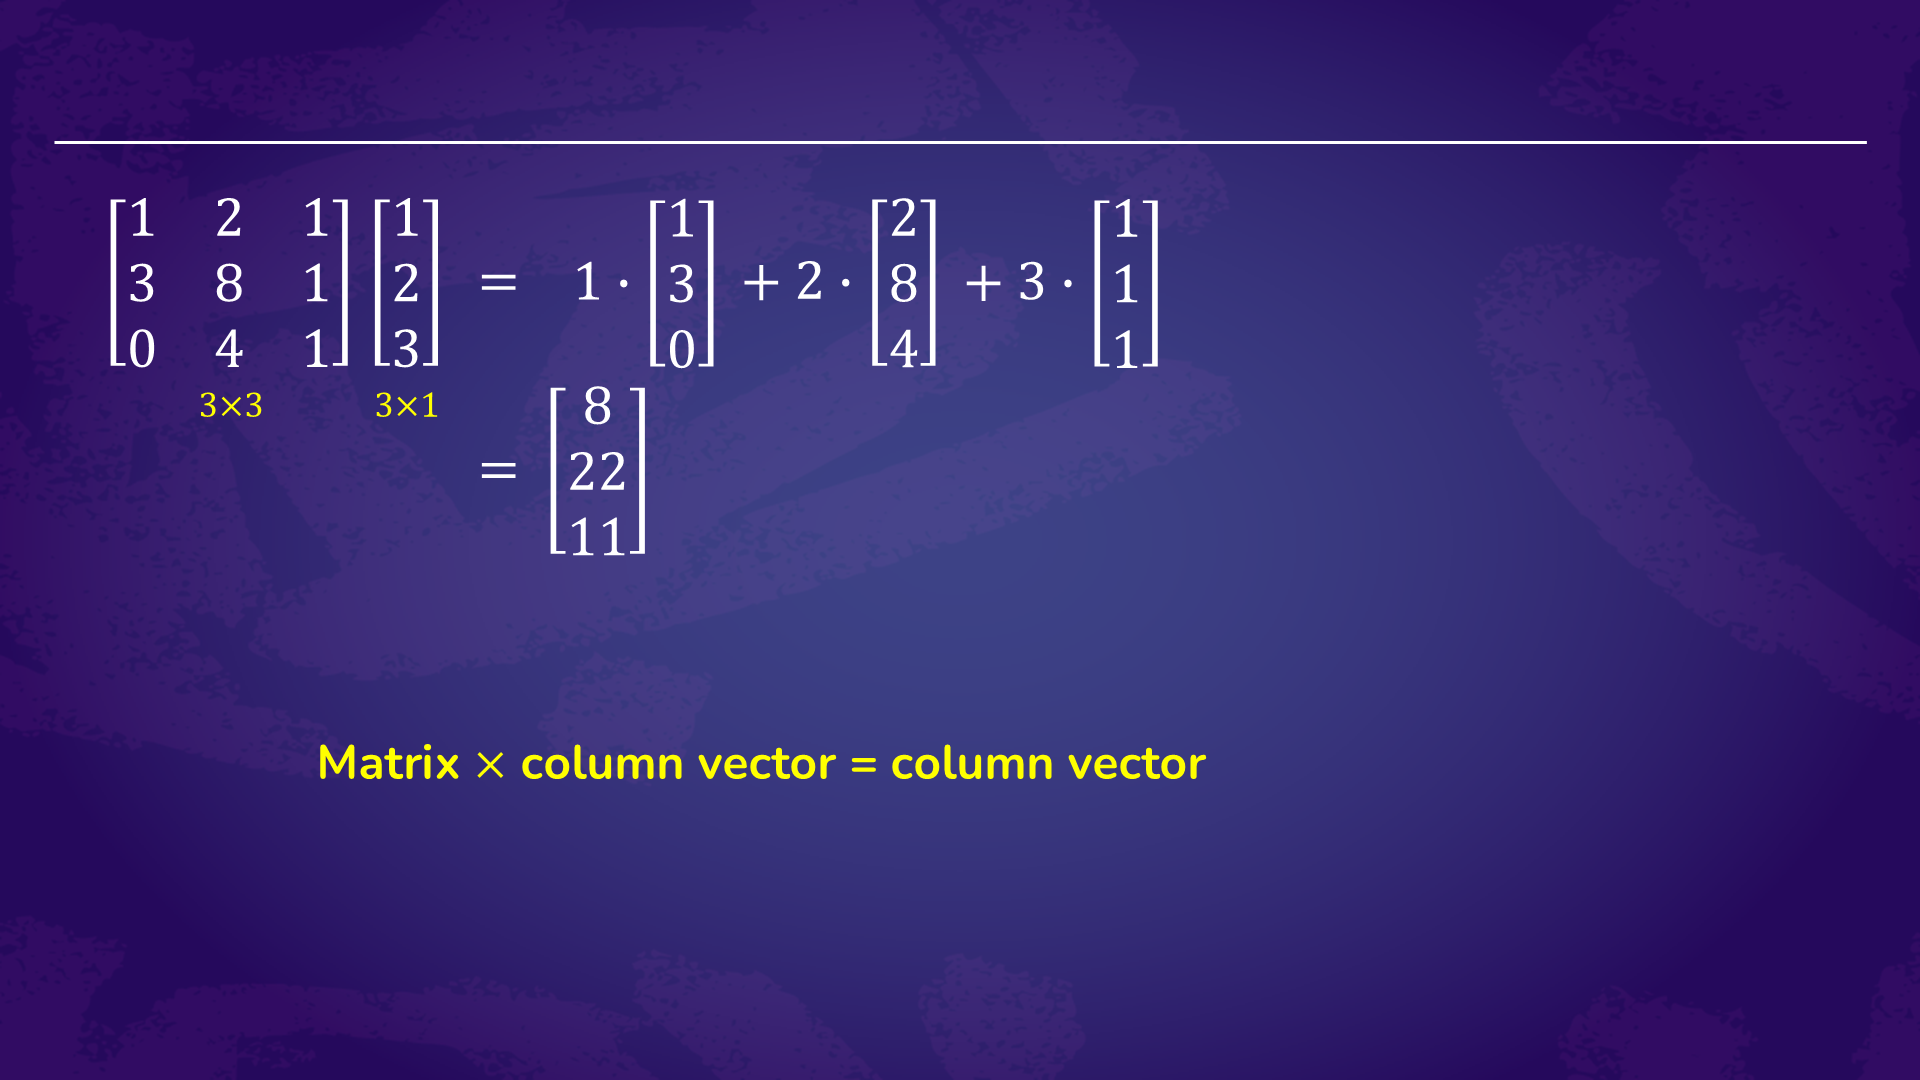 [1 2 1; 3 8 1; 0 4 1] [1; 2; 3] = 1 · [1; 3; 0] + 2 · [2; 8; 4] + 3 · [1; 1; 1]
3×3 3×1
= [8; 22; 11]
Matrix × column vector = column vector